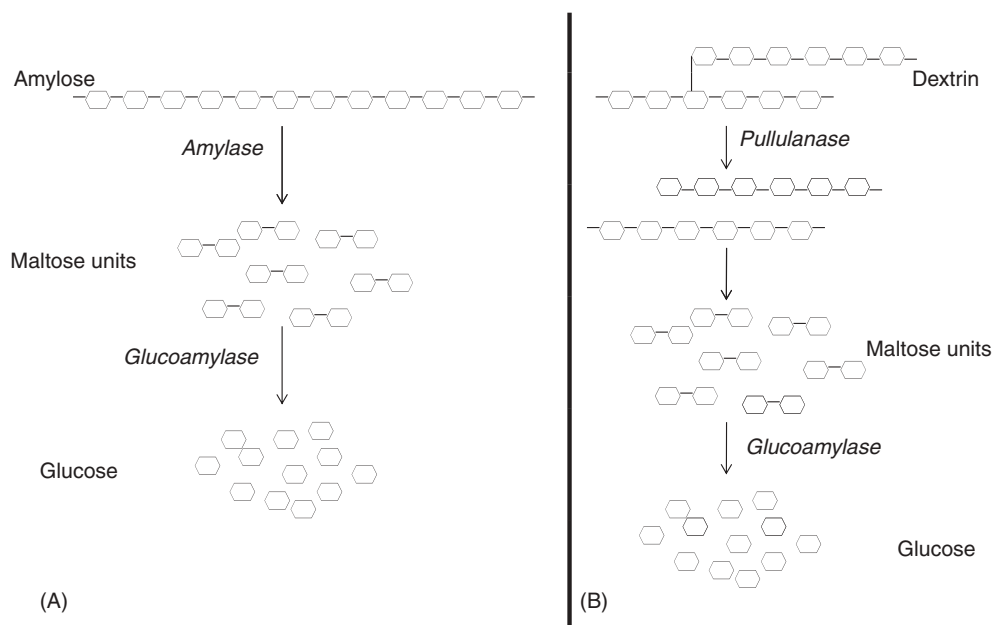 Amylose
Amylase
Maltose units
Glucoamylase
Glucose
(A)
Dextrin
Pullulanase
Maltose units
Glucoamylase
Glucose
(B)